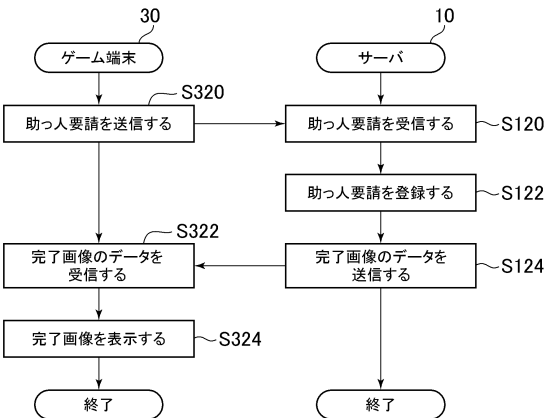 30
10
ゲーム端末
サーバ
S320
助っ人要請を送信する
助っ人要請を受信する
S120
助っ人要請を登録する
S122
S322
完了画像のデータを
受信する
完了画像のデータを
送信する
S124
完了画像を表示する
S324
終了
終了